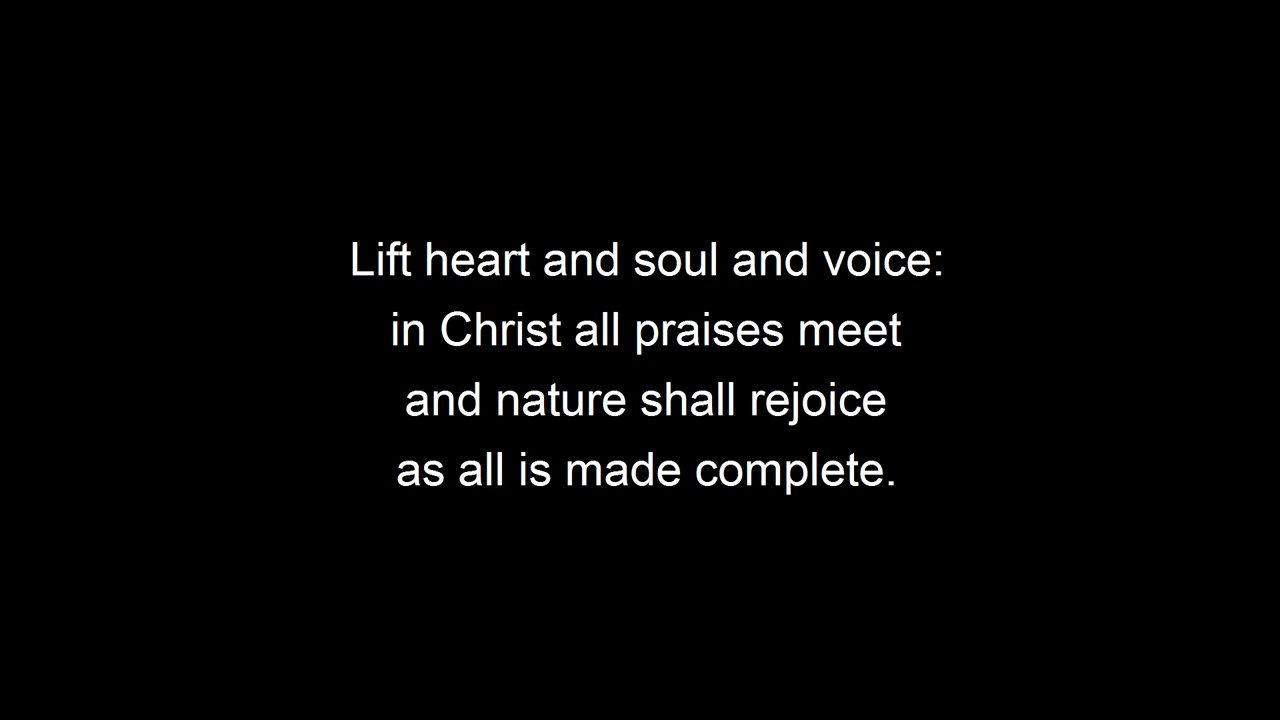 Lift heart and soul and voice:
in Christ all praises meet
and nature shall rejoice
as all is made complete.